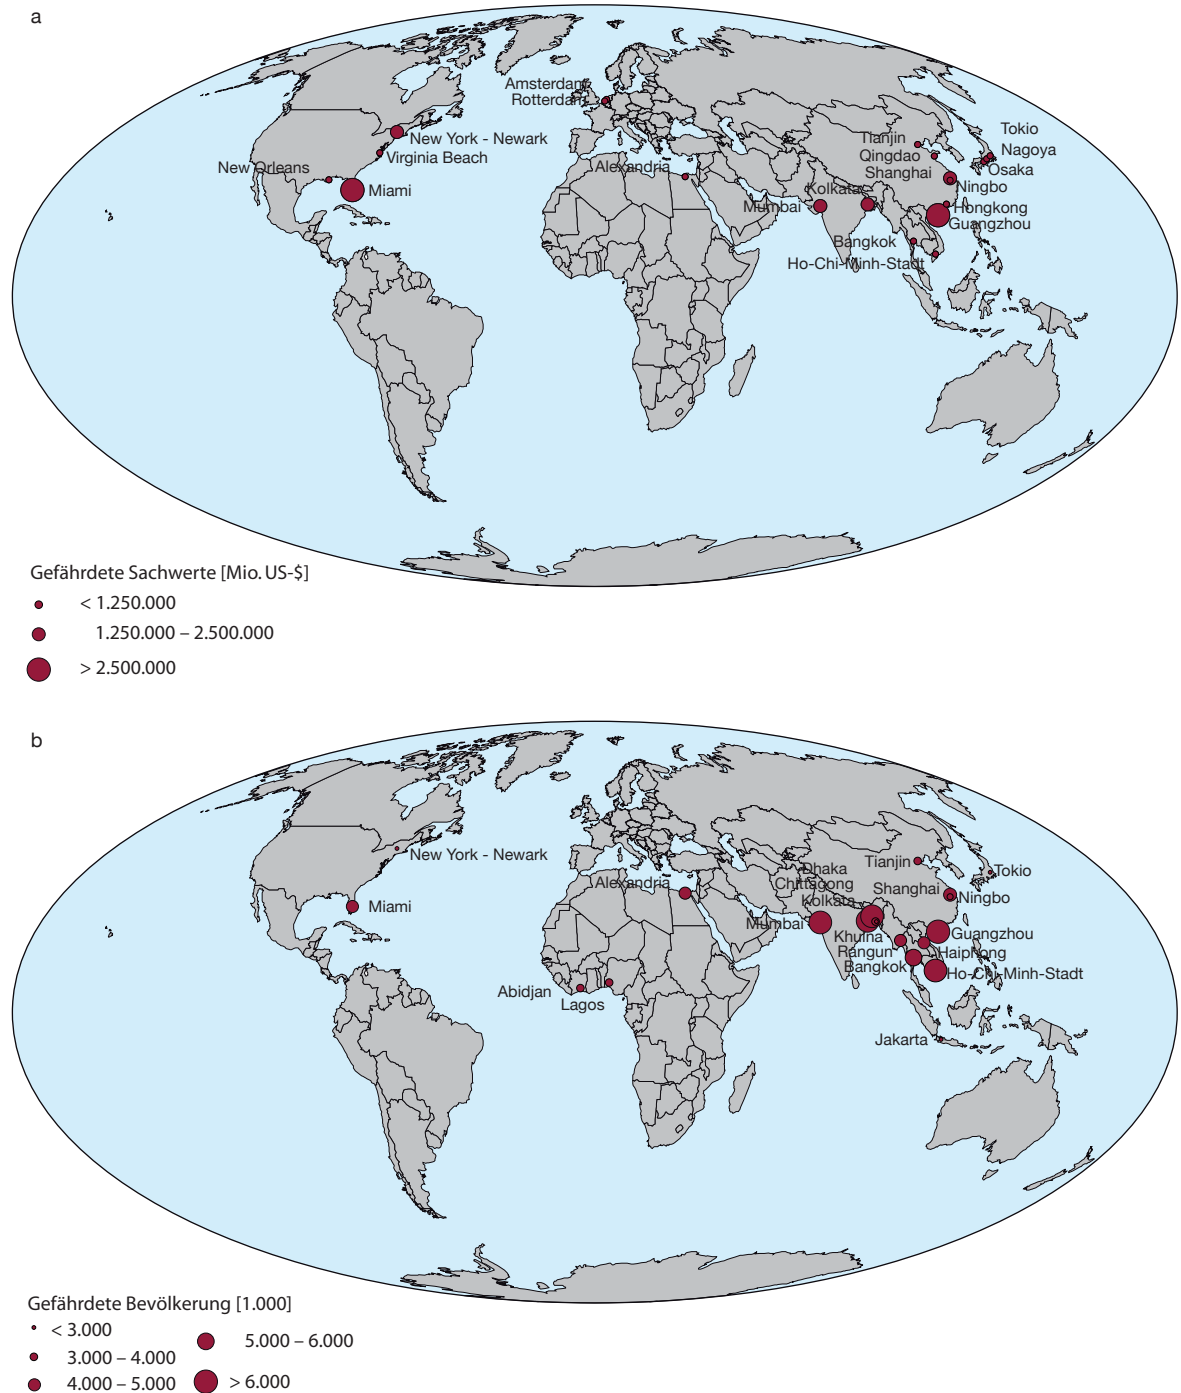 a
Amsterdam
Rotterdam
New York - Newark
Virginia Beach
New Orleans
Miami
Alexandria
Mumbai
Kolkata
Tianjin
Qingdao
Shanghai
Tokio
Nagoya
Osaka
Ningbo
Hongkong
Guangzhou
Bangkok
Ho-Chi-Minh-Stadt
Gefährdete Sachwerte [Mio. US-$]
< 1.250.000
1.250.000 – 2.500.000
> 2.500.000
b
New York - Newark
Miami
Alexandria
Abidjan
Lagos
Dhaka
Chittagong
Kolkata
Mumbai
Khulna
Rangun
Bangkok
Tianjin
Tokio
Shanghai
Ningbo
Guangzhou
Haiphong
Ho-Chi-Minh-Stadt
Jakarta
Gefährdete Bevölkerung [1.000]
< 3.000
3.000 – 4.000
4.000 – 5.000
5.000 – 6.000
> 6.000